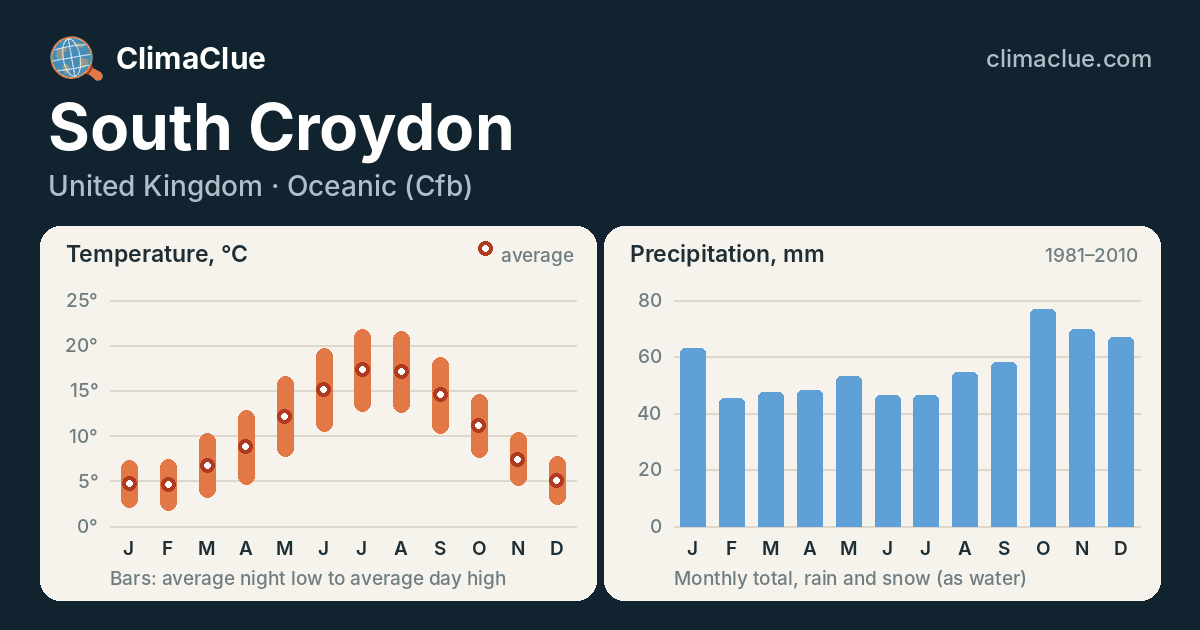 ClimaClue
climaclue.com
South Croydon
United Kingdom · Oceanic (Cfb)
Temperature, °C
average
25°
20°
15°
10°
5°
0°
J F M A M J J A S O N D
Bars: average night low to average day high
Precipitation, mm
1981–2010
80
60
40
20
0
J F M A M J J A S O N D
Monthly total, rain and snow (as water)